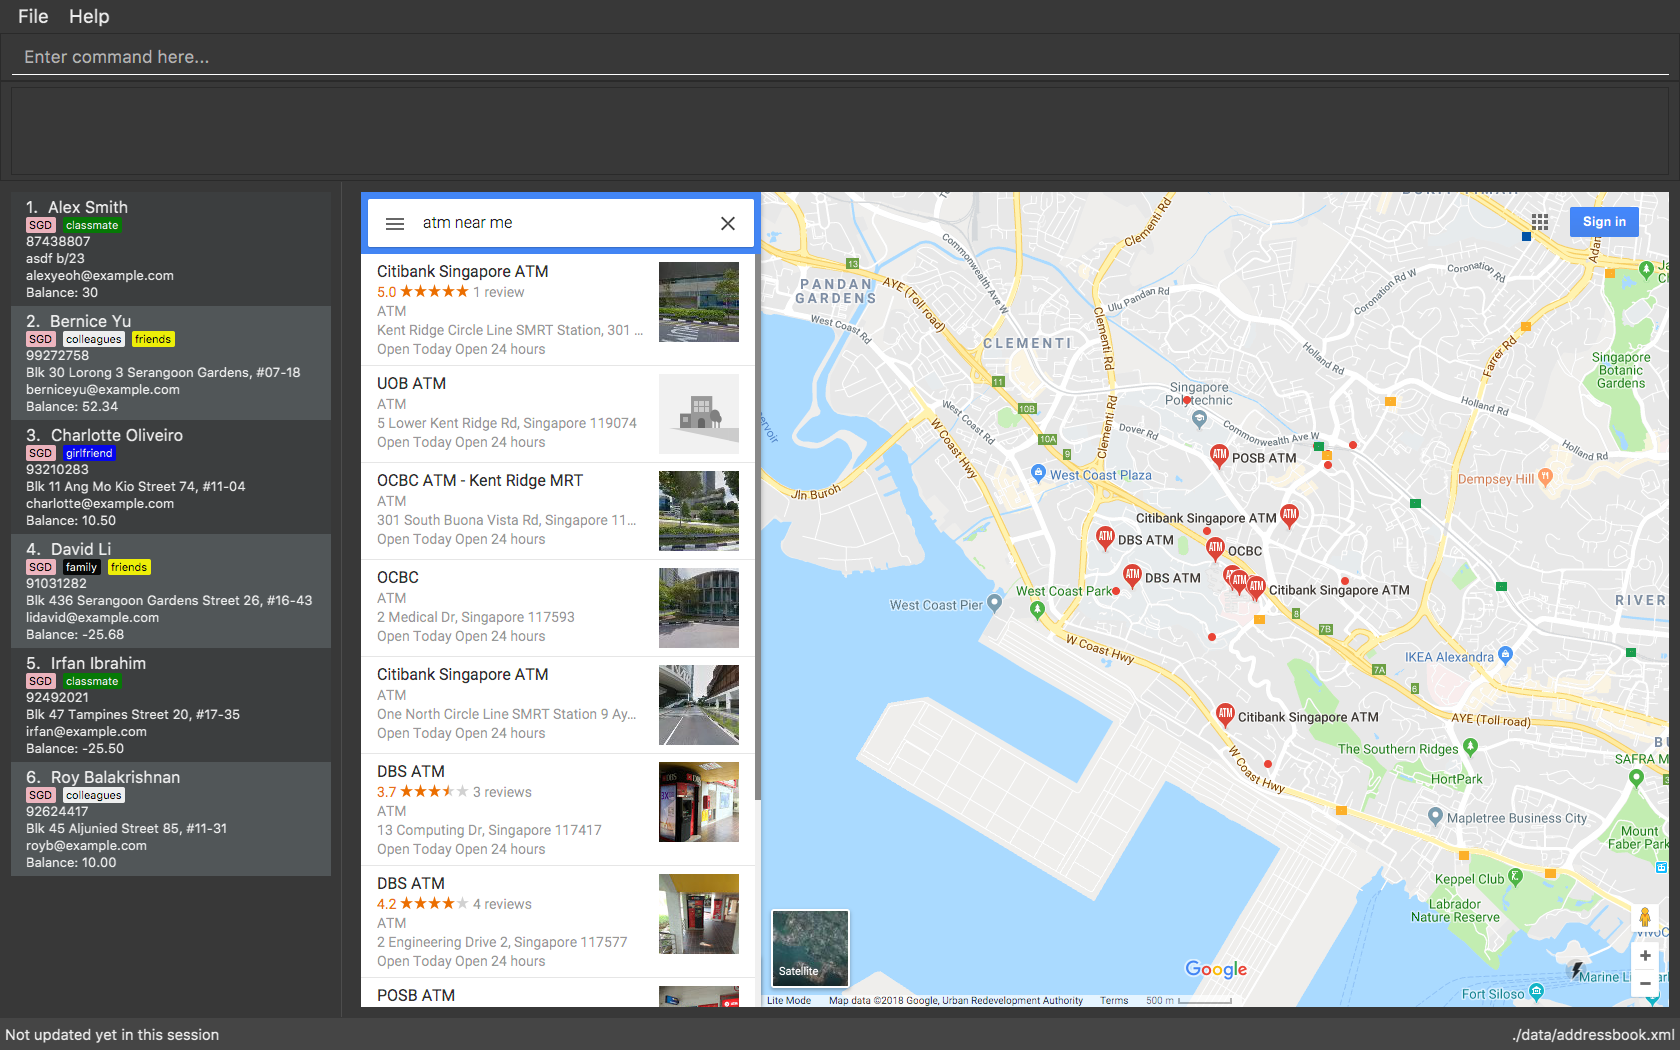 File Help
Enter command here...
1. Alex Smith
SGD classmate
87438807
asdf b/23
alexyeoh@example.com
Balance: 30
2. Bernice Yu
SGD colleagues friends
99272758
Blk 30 Lorong 3 Serangoon Gardens, #07-18
berniceyu@example.com
Balance: 52.34
3. Charlotte Oliveiro
SGD girlfriend
93210283
Blk 11 Ang Mo Kio Street 74, #11-04
charlotte@example.com
Balance: 10.50
4. David Li
SGD family friends
91031282
Blk 436 Serangoon Gardens Street 26, #16-43
lidavid@example.com
Balance: -25.68
5. Irfan Ibrahim
SGD classmate
92492021
Blk 47 Tampines Street 20, #17-35
irfan@example.com
Balance: -25.50
6. Roy Balakrishnan
SGD colleagues
92624417
Blk 45 Aljunied Street 85, #11-31
royb@example.com
Balance: 10.00
atm near me
Citibank Singapore ATM
5.0 1 review
ATM
Kent Ridge Circle Line SMRT Station, 301 ...
Open Today Open 24 hours
UOB ATM
ATM
5 Lower Kent Ridge Rd, Singapore 119074
Open Today Open 24 hours
OCBC ATM - Kent Ridge MRT
ATM
301 South Buona Vista Rd, Singapore 11...
Open Today Open 24 hours
OCBC
ATM
2 Medical Dr, Singapore 117593
Open Today Open 24 hours
Citibank Singapore ATM
ATM
One North Circle Line SMRT Station 9 Ay...
Open Today Open 24 hours
DBS ATM
3.7 3 reviews
ATM
13 Computing Dr, Singapore 117417
Open Today Open 24 hours
DBS ATM
4.2 4 reviews
ATM
2 Engineering Drive 2, Singapore 117577
Open Today Open 24 hours
POSB ATM
Sign in
Clementi Rd
Commonwealth Ave W
13
PANDAN
GARDENS
AYE (Toll road)
Ulu Pandan Rd
Coronation Rd W
Coronation Rd
West Coast Rd
CLEMENTI
Clementi Rd
Farrer Rd
Singapore
Botanic
Gardens
11
Singapore
Polytechnic
10B
West Coast Rd
Holland Rd
W Coast Hwy
10A
9
Clementi Rd
Dover Rd
Commonwealth Ave W
Holland Rd
POSB ATM
West Coast Plaza
Dempsey Hill
Jln Buroh
Citibank Singapore ATM
DBS ATM
OCBC
DBS ATM
West Coast Park
Citibank Singapore ATM
West Coast Pier
8
RIVER
7B
W Coast Hwy
IKEA Alexandra
7A
6
Citibank Singapore ATM
AYE (Toll road)
The Southern Ridges
SAFRA M
HortPark
W Coast Hwy
Mapletree Business City
Mount
Faber Park
Keppel Club
Labrador
Nature Reserve
Satellite
Google
Marine L
Fort Siloso
Lite Mode Map data ©2018 Google, Urban Redevelopment Authority Terms 500 m
Not updated yet in this session
./data/addressbook.xml